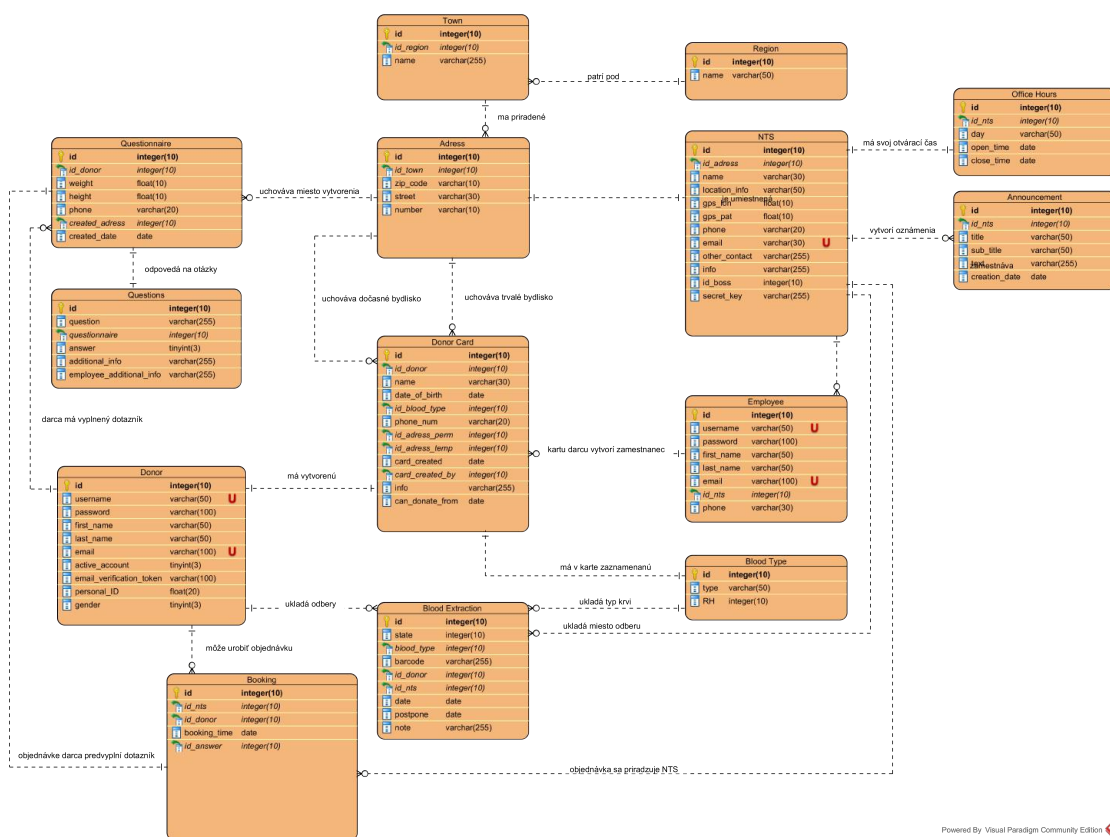 Town
id integer(10)
id_region integer(10)
name varchar(255)
Region
id integer(10)
name varchar(50)
patrí pod
ma priradené
Office Hours
id integer(10)
id_nts integer(10)
day varchar(50)
open_time date
close_time date
má svoj otvárací čas
Questionnaire
id integer(10)
id_donor integer(10)
weight float(10)
height float(10)
phone varchar(20)
created_adress integer(10)
created_date date
uchováva miesto vytvorenia
Adress
id integer(10)
id_town integer(10)
zip_code varchar(10)
street varchar(30)
number varchar(10)
NTS
id integer(10)
id_adress integer(10)
name varchar(30)
location_info varchar(50)
je umiestnená
gps_lon float(10)
gps_pat float(10)
phone varchar(20)
email varchar(30) U
other_contact varchar(255)
info varchar(255)
id_boss integer(10)
secret_key varchar(255)
Announcement
id integer(10)
id_nts integer(10)
title varchar(50)
sub_title varchar(50)
text varchar(255)
zamestnáva
creation_date date
vytvorí oznámenia
odpovedá na otázky
uchováva dočasné bydlisko
uchováva trvalé bydlisko
Questions
id integer(10)
question varchar(255)
questionnaire integer(10)
answer tinyint(3)
additional_info varchar(255)
employee_additional_info varchar(255)
Donor Card
id integer(10)
id_donor integer(10)
name varchar(30)
date_of_birth date
id_blood_type integer(10)
phone_num varchar(20)
id_adress_perm integer(10)
id_adress_temp integer(10)
card_created date
card_created_by integer(10)
info varchar(255)
can_donate_from date
Employee
id integer(10)
username varchar(50) U
password varchar(100)
first_name varchar(50)
last_name varchar(50)
email varchar(100) U
id_nts integer(10)
phone varchar(30)
darca má vyplnený dotazník
kartu darcu vytvorí zamestnanec
má vytvorenú
Donor
id integer(10)
username varchar(50) U
password varchar(100)
first_name varchar(50)
last_name varchar(50)
email varchar(100) U
active_account tinyint(3)
email_verification_token varchar(100)
personal_ID float(20)
gender tinyint(3)
má v karte zaznamenanú
Blood Type
id integer(10)
type varchar(50)
RH integer(10)
ukladá odbery
ukladá typ krvi
ukladá miesto odberu
Blood Extraction
id integer(10)
state integer(10)
blood_type integer(10)
barcode varchar(255)
id_donor integer(10)
id_nts integer(10)
date date
postpone date
note varchar(255)
môže urobiť objednávku
Booking
id integer(10)
id_nts integer(10)
id_donor integer(10)
booking_time date
id_answer integer(10)
objednávke darca predvyplní dotazník
objednávka sa priradzuje NTS
Powered By Visual Paradigm Community Edition